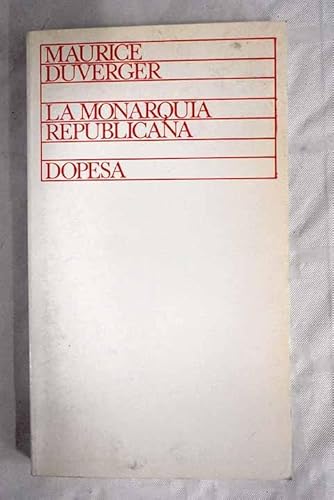 MAURICE
DUVERGER
LA MONARQUIA
REPUBLICANA
DOPESA